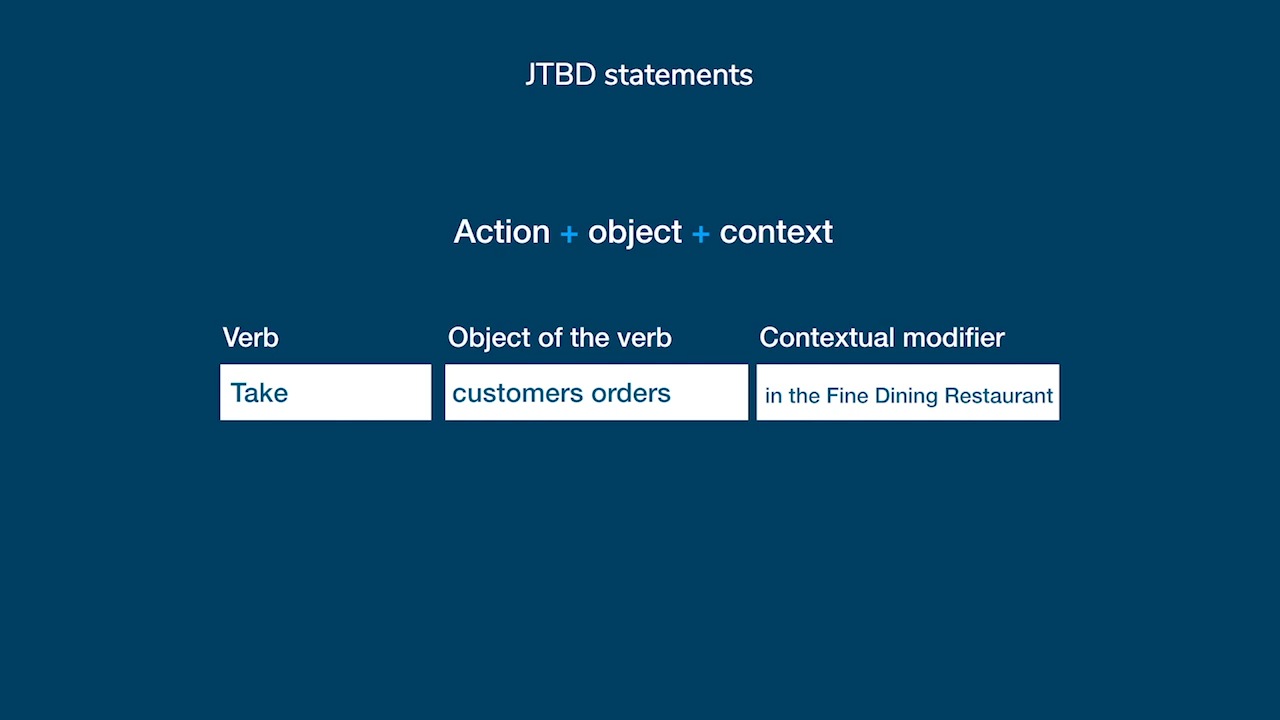 JTBD statements
Action + object + context
Verb Object of the verb Contextual modifier
Take customers orders in the Fine Dining Restaurant